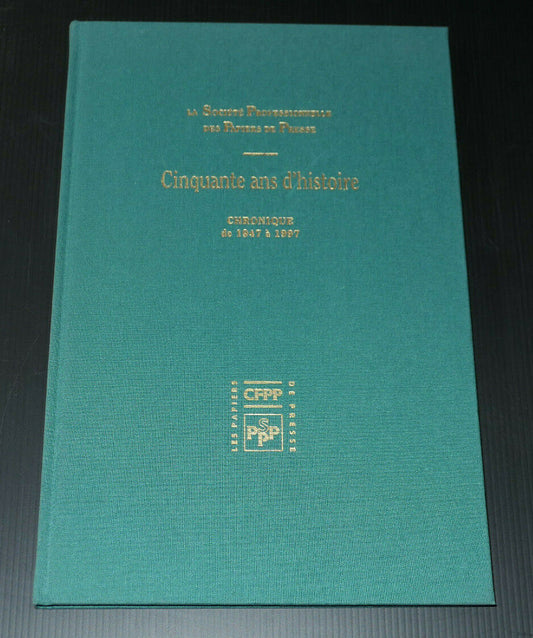 LA SOCIÉTÉ PROFESSIONNELLE
DES PAPIERS DE PRESSE
Cinquante ans d'histoire
CHRONIQUE
de 1947 à 1997
LES PAPIERS
CFPP
SPPP
DE PRESSE